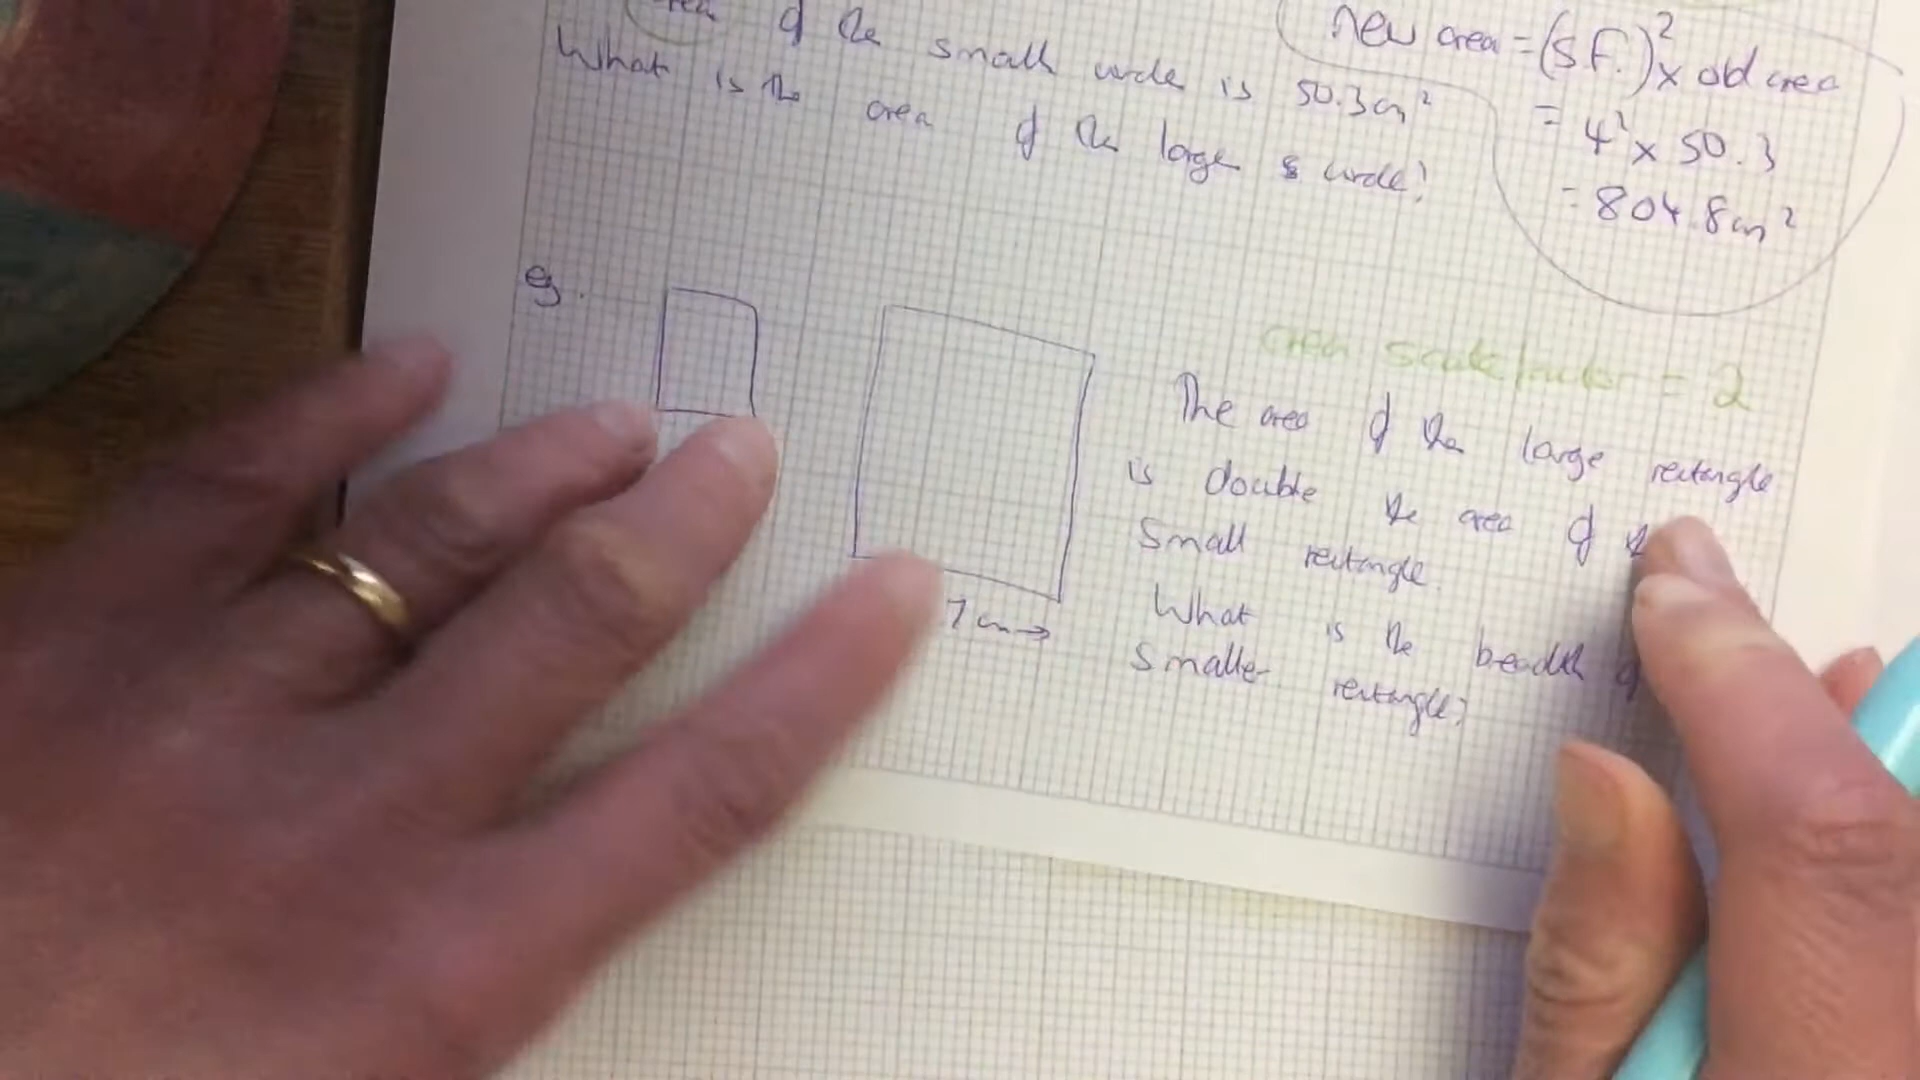 of the small circle is 50.3cm²
What is the area of the large circle?
new area = (S.F.)² x old area
= 4² x 50.3
= 804.8cm²
eg.
area scale factor = 2
The area of the large rectangle
is double the area of
small rectangle.
What is the breadth of
smaller rectangle?
7cm→